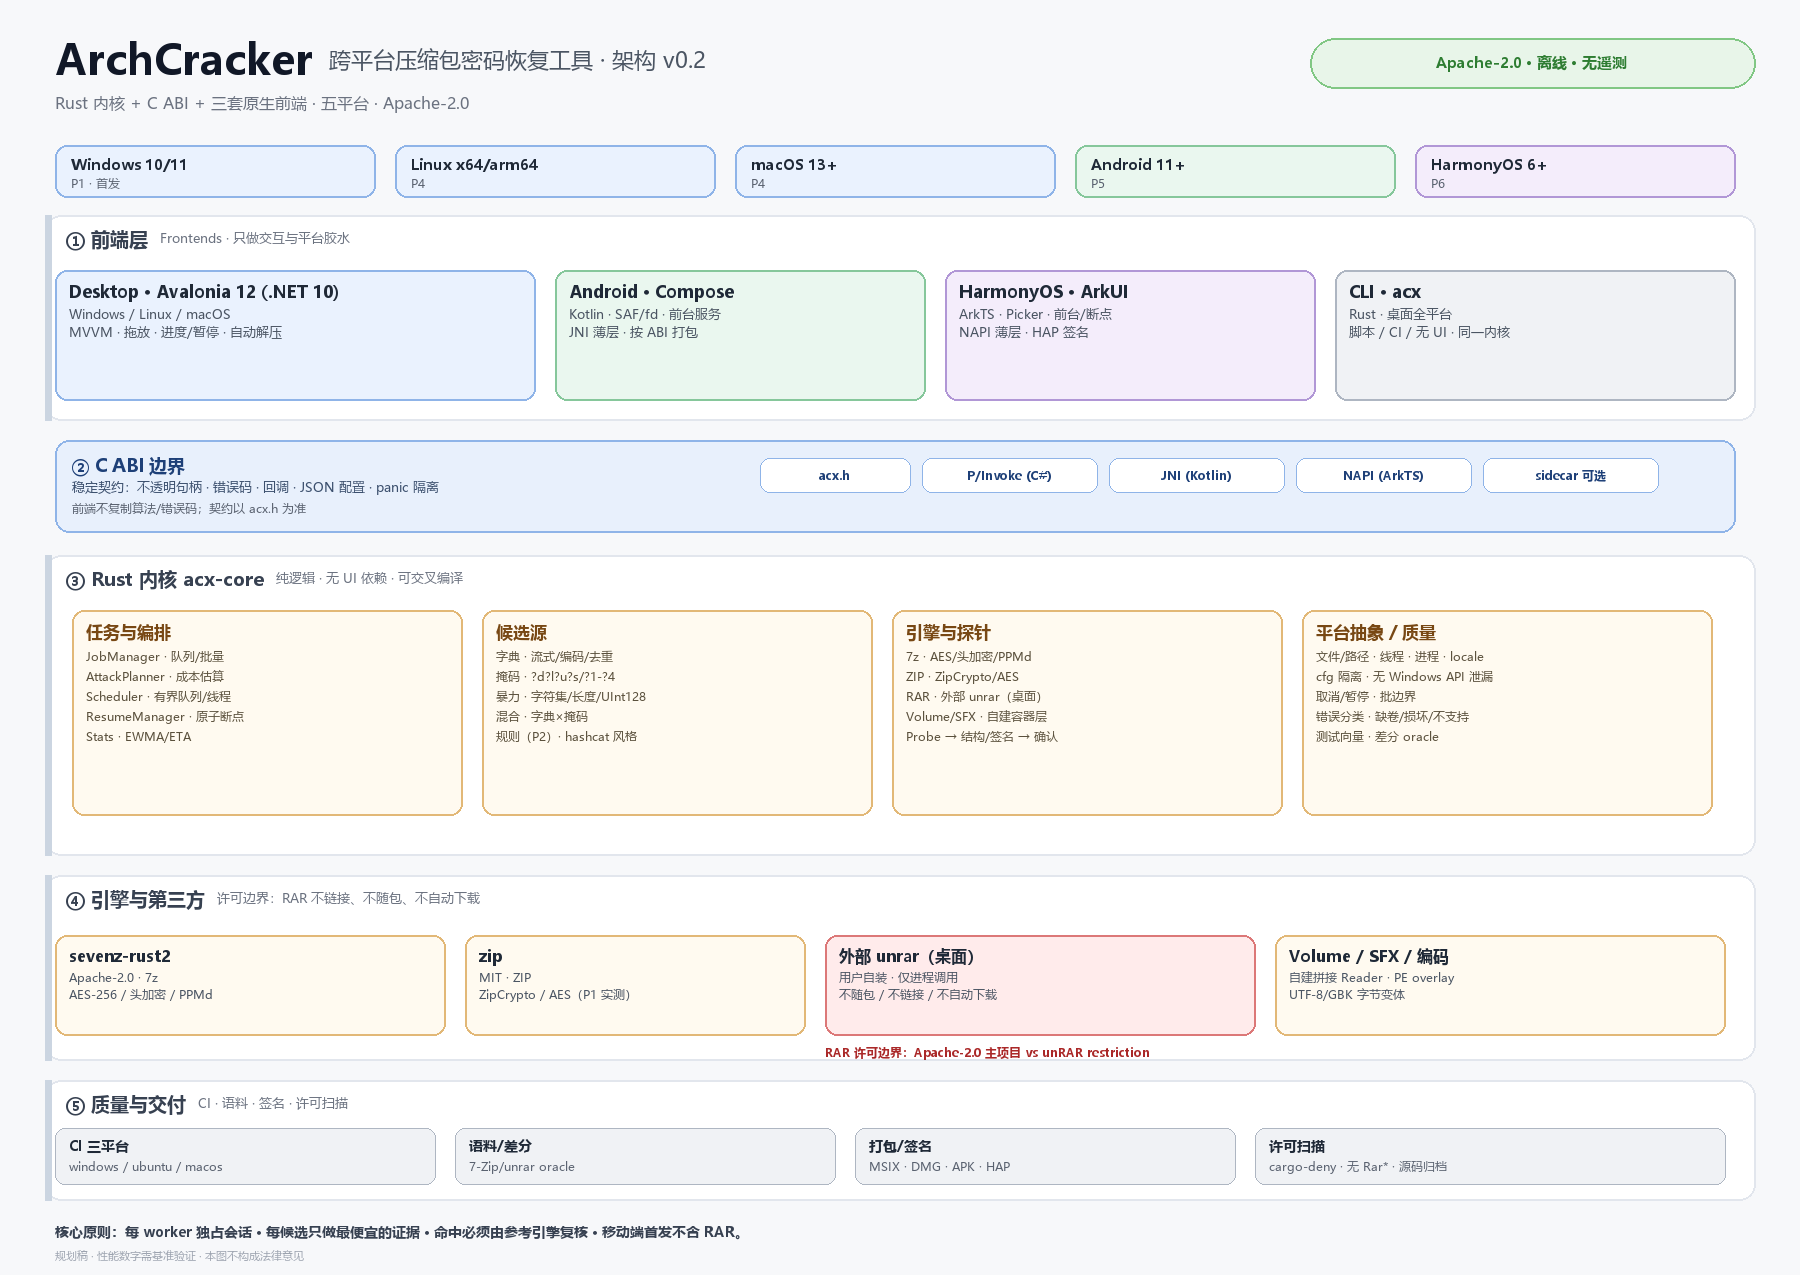 ArchCracker 跨平台压缩包密码恢复工具 · 架构 v0.2
Apache-2.0 • 离线 • 无遥测
Rust 内核 + C ABI + 三套原生前端 · 五平台 · Apache-2.0
Windows 10/11
P1 · 首发
Linux x64/arm64
P4
macOS 13+
P4
Android 11+
P5
HarmonyOS 6+
P6
① 前端层 Frontends · 只做交互与平台胶水
Desktop • Avalonia 12 (.NET 10)
Windows / Linux / macOS
MVVM · 拖放 · 进度/暂停 · 自动解压
Android • Compose
Kotlin · SAF/fd · 前台服务
JNI 薄层 · 按 ABI 打包
HarmonyOS • ArkUI
ArkTS · Picker · 前台/断点
NAPI 薄层 · HAP 签名
CLI • acx
Rust · 桌面全平台
脚本 / CI / 无 UI · 同一内核
② C ABI 边界
稳定契约：不透明句柄 · 错误码 · 回调 · JSON 配置 · panic 隔离
前端不复制算法/错误码；契约以 acx.h 为准
acx.h
P/Invoke (C#)
JNI (Kotlin)
NAPI (ArkTS)
sidecar 可选
③ Rust 内核 acx-core 纯逻辑 · 无 UI 依赖 · 可交叉编译
任务与编排
JobManager · 队列/批量
AttackPlanner · 成本估算
Scheduler · 有界队列/线程
ResumeManager · 原子断点
Stats · EWMA/ETA
候选源
字典 · 流式/编码/去重
掩码 · ?d?l?u?s/?1-?4
暴力 · 字符集/长度/UInt128
混合 · 字典×掩码
规则（P2）· hashcat 风格
引擎与探针
7z · AES/头加密/PPMd
ZIP · ZipCrypto/AES
RAR · 外部 unrar（桌面）
Volume/SFX · 自建容器层
Probe → 结构/签名 → 确认
平台抽象 / 质量
文件/路径 · 线程 · 进程 · locale
cfg 隔离 · 无 Windows API 泄漏
取消/暂停 · 批边界
错误分类 · 缺卷/损坏/不支持
测试向量 · 差分 oracle
④ 引擎与第三方 许可边界：RAR 不链接、不随包、不自动下载
sevenz-rust2
Apache-2.0 · 7z
AES-256 / 头加密 / PPMd
zip
MIT · ZIP
ZipCrypto / AES（P1 实测）
外部 unrar（桌面）
用户自装 · 仅进程调用
不随包 / 不链接 / 不自动下载
Volume / SFX / 编码
自建拼接 Reader · PE overlay
UTF-8/GBK 字节变体
RAR 许可边界：Apache-2.0 主项目 vs unRAR restriction
⑤ 质量与交付 CI · 语料 · 签名 · 许可扫描
CI 三平台
windows / ubuntu / macos
语料/差分
7-Zip/unrar oracle
打包/签名
MSIX · DMG · APK · HAP
许可扫描
cargo-deny · 无 Rar* · 源码归档
核心原则：每 worker 独占会话 • 每候选只做最便宜的证据 • 命中必须由参考引擎复核 • 移动端首发不含 RAR。
规划稿 · 性能数字需基准验证 · 本图不构成法律意见